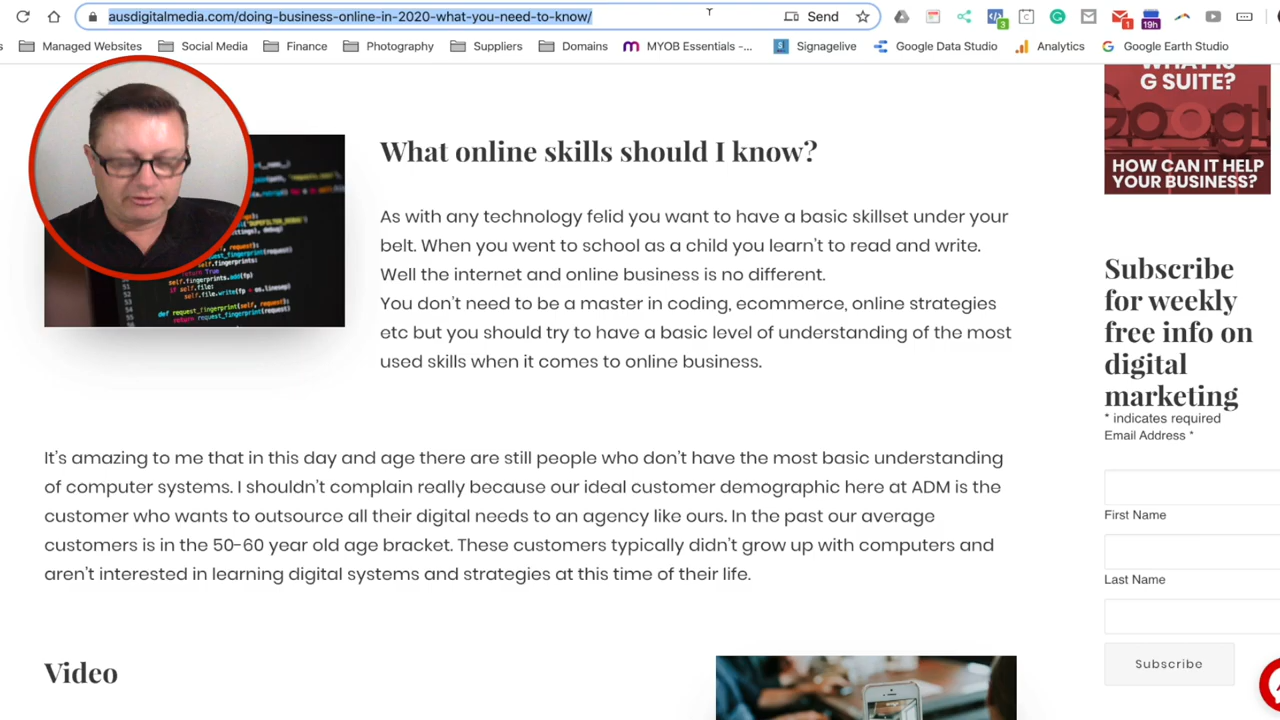 ausdigitalmedia.com/doing-business-online-in-2020-what-you-need-to-know/
Send
3
1
19h
Managed Websites
Social Media
Finance
Photography
Suppliers
Domains
MYOB Essentials -...
Signagelive
Google Data Studio
Analytics
Google Earth Studio
What online skills should I know?
As with any technology felid you want to have a basic skillset under your
belt. When you went to school as a child you learn't to read and write.
Well the internet and online business is no different.
You don't need to be a master in coding, ecommerce, online strategies
etc but you should try to have a basic level of understanding of the most
used skills when it comes to online business.
It's amazing to me that in this day and age there are still people who don't have the most basic understanding
of computer systems. I shouldn't complain really because our ideal customer demographic here at ADM is the
customer who wants to outsource all their digital needs to an agency like ours. In the past our average
customers is in the 50-60 year old age bracket. These customers typically didn't grow up with computers and
aren't interested in learning digital systems and strategies at this time of their life.
Video
WHAT IS
G SUITE?
HOW CAN IT HELP
YOUR BUSINESS?
Subscribe
for weekly
free info on
digital
marketing
* indicates required
Email Address *
First Name
Last Name
Subscribe